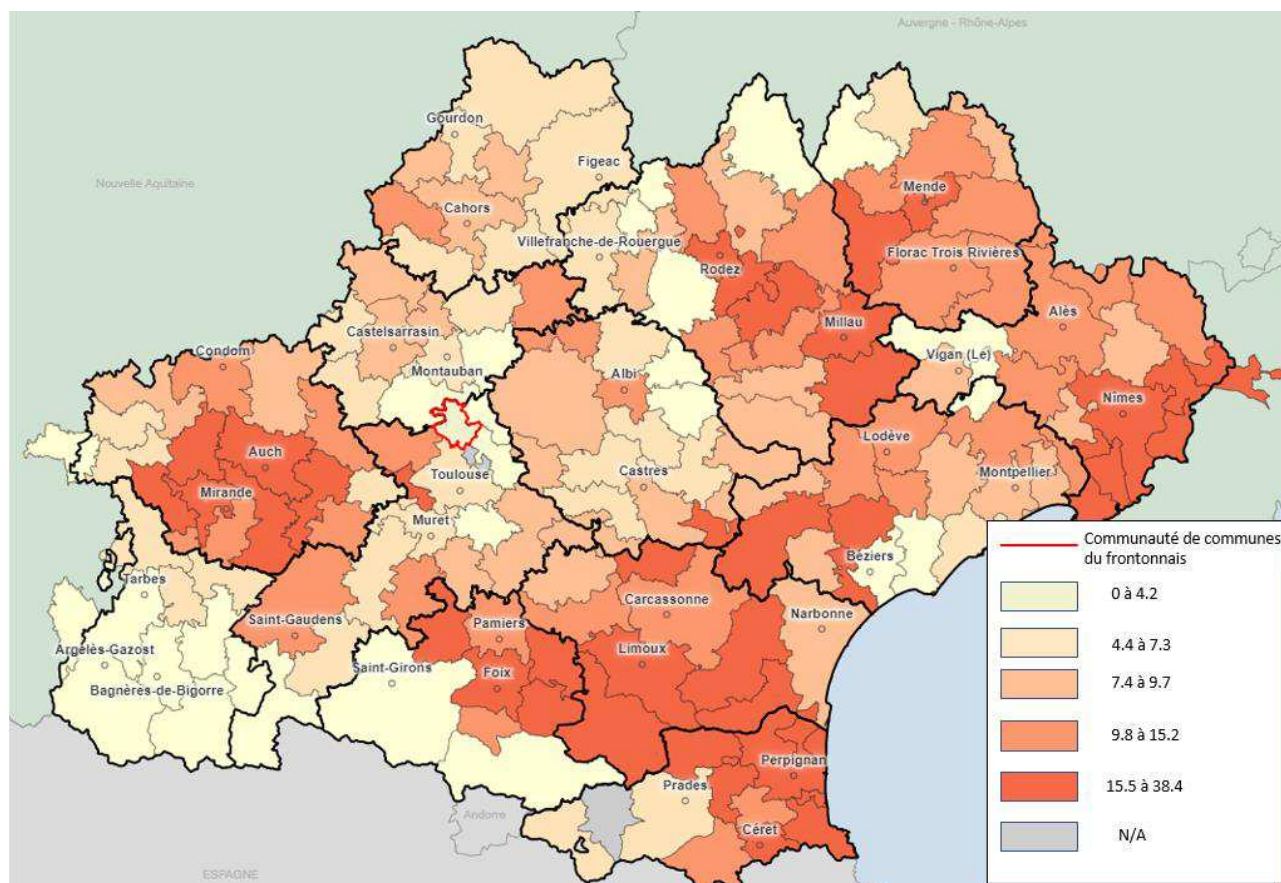 Auvergne - Rhône-Alpes
Gourdon
Figeac
Nouvelle Aquitaine
Mende
Cahors
Villefranche-de-Rouergue
Florac Trois Rivières
Rodez
Alès
Castelsarrasin
Millau
Condom
Vigan (Le)
Montauban
Albi
Nîmes
Lodève
Auch
Toulouse
Castres
Montpellier
Mirande
Muret
Béziers
Tarbes
Carcassonne
Narbonne
Saint-Gaudens
Pamiers
Argelès-Gazost
Limoux
Saint-Girons
Foix
Bagnères-de-Bigorre
Perpignan
Prades
Andorre
Céret
ESPAGNE
Communauté de communes
du frontonnais
0 à 4.2
4.4 à 7.3
7.4 à 9.7
9.8 à 15.2
15.5 à 38.4
N/A